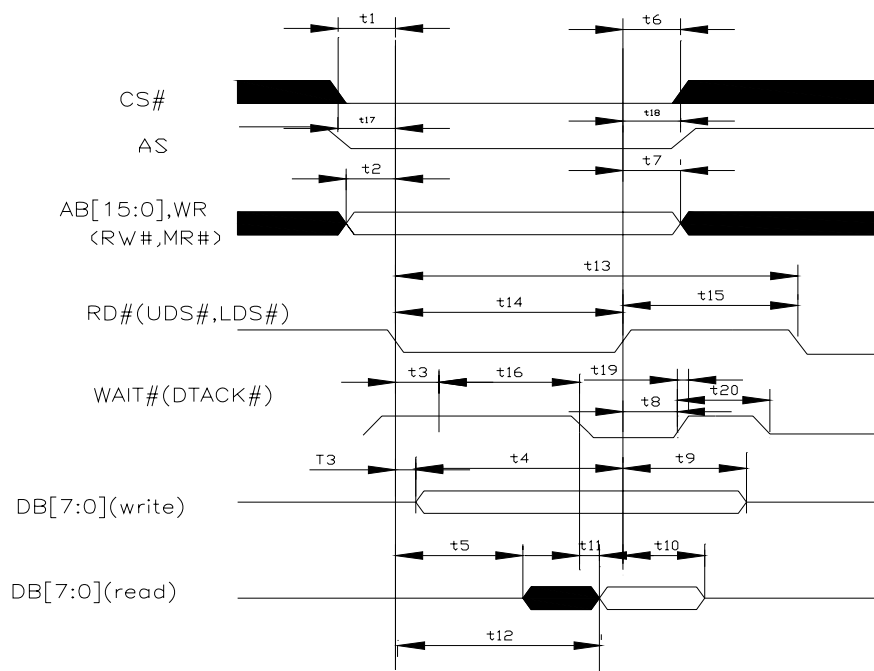 t1
t6
CS#
t17
t18
AS
t2
t7
AB[15:0],WR
(RW#,MR#)
t13
t14
t15
RD#(UDS#,LDS#)
t3
t16
t19
t20
WAIT#(DTACK#)
t8
T3
t4
t9
DB[7:0](write)
t5
t11
t10
DB[7:0](read)
t12